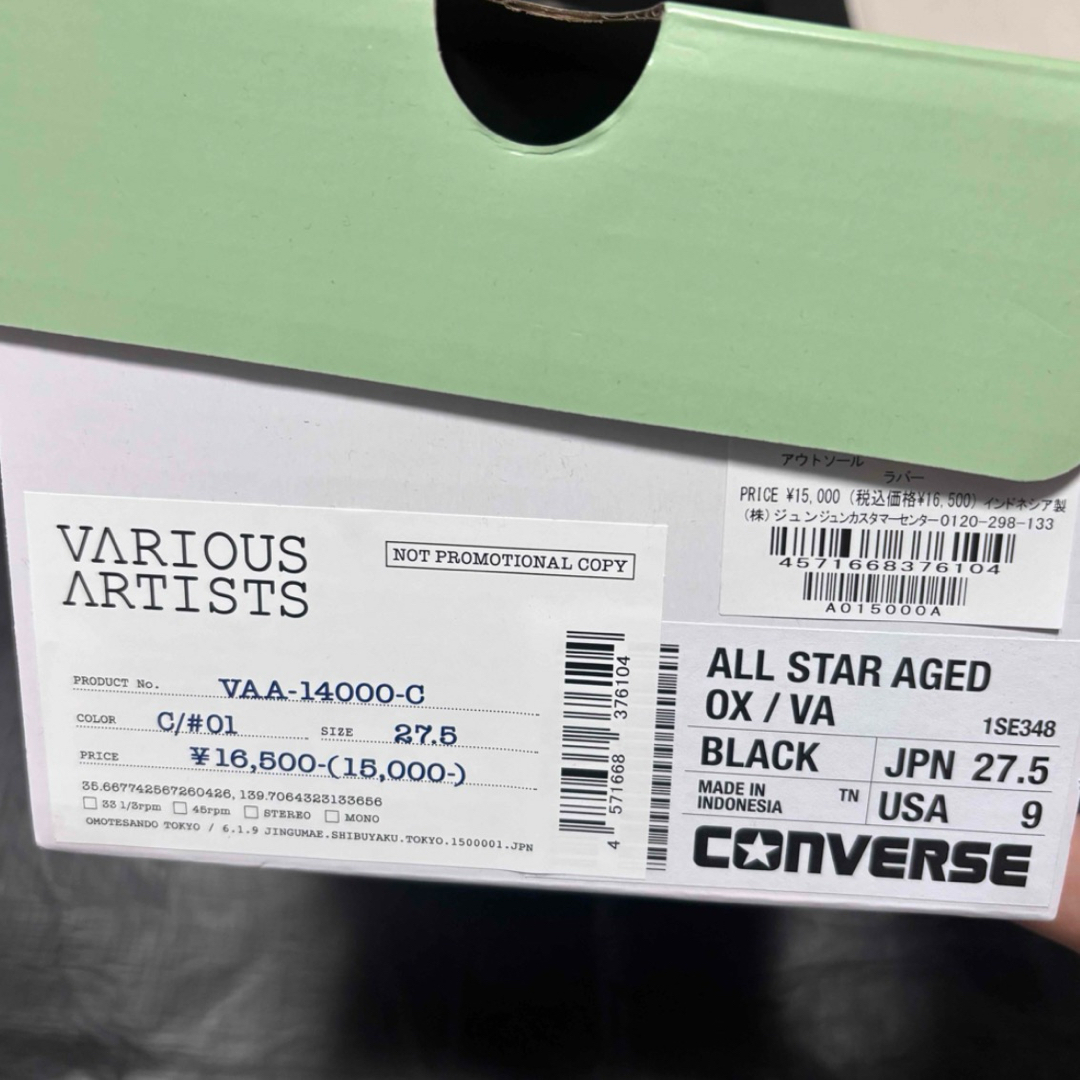 VARIOUS
ARTISTS
NOT PROMOTIONAL COPY
PRODUCT No. VAA-14000-C
COLOR C/#01 SIZE 27.5
PRICE ¥16,500-(15,000-)
35.667742567260426, 139.7064323133656
33 1/3rpm 45rpm STEREO MONO
OMOTESANDO TOKYO / 6.1.9 JINGUMAE.SHIBUYAKU.TOKYO.1500001.JPN
4 571668 376104
アウトソール
ラバー
PRICE ¥15,000 (税込価格¥16,500) インドネシア製
(株)ジュンジュンカスタマーセンター0120-298-133
4571668376104
A015000A
ALL STAR AGED
OX / VA
1SE348
BLACK JPN 27.5
MADE IN
INDONESIA TN USA 9
CONVERSE